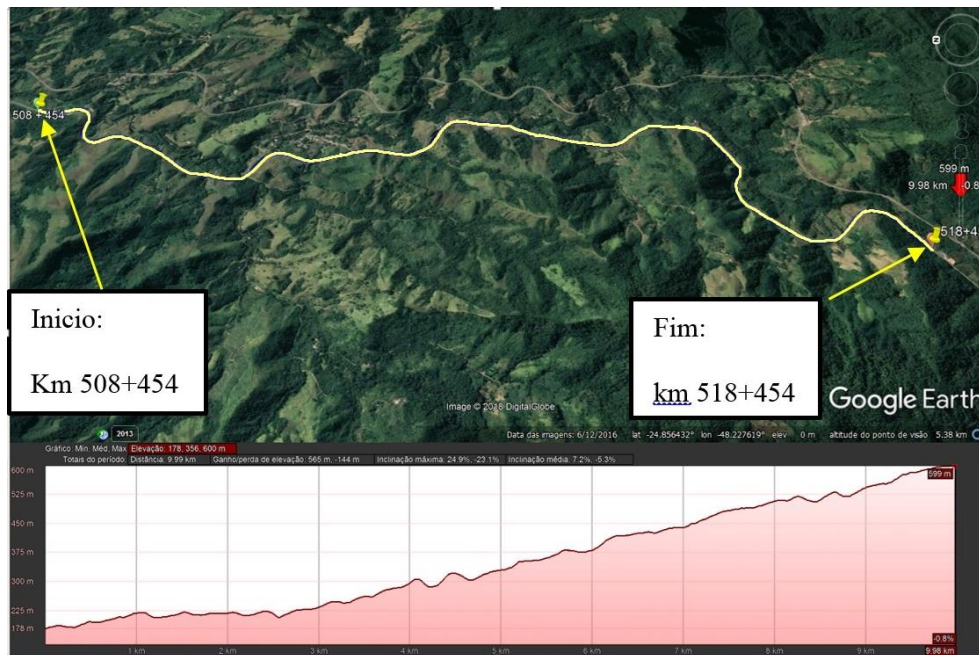 508 + 454
599 m
9.98 km -0.8
518+45
Inicio:
Km 508+454
Fim:
km 518+454
Google Earth
Image © 2018 DigitalGlobe
2013
Data das imagens: 6/12/2016 lat -24.856432° lon -48.227619° elev 0 m altitude do ponto de visão 5.38 km
Gráfico: Mín, Méd, Máx Elevação: 178, 356, 600 m
Totais do período: Distância: 9.99 km Ganho/perda de elevação: 565 m, -144 m Inclinação máxima: 24.9%, -23.1% Inclinação média: 7.2%, -5.3%
600 m
599 m
525 m
450 m
375 m
300 m
225 m
178 m
-0.8%
1 km 2 km 3 km 4 km 5 km 6 km 7 km 8 km 9 km 9.98 km